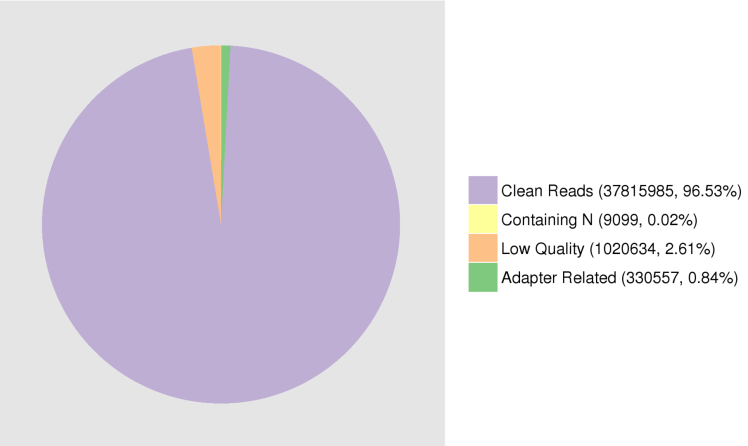 Clean Reads (37815985, 96.53%)
Containing N (9099, 0.02%)
Low Quality (1020634, 2.61%)
Adapter Related (330557, 0.84%)